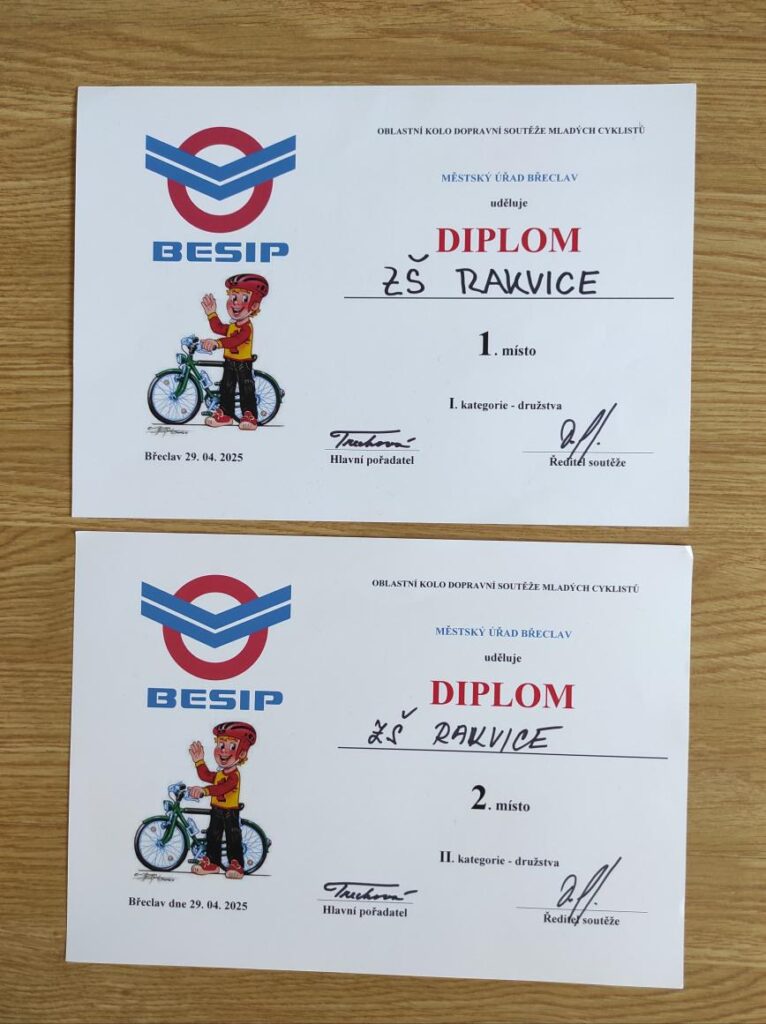 OBLASTNÍ KOLO DOPRAVNÍ SOUTĚŽE MLADÝCH CYKLISTŮ
MĚSTSKÝ ÚŘAD BŘECLAV
uděluje
BESIP
DIPLOM
ZŠ RAKVICE
1. místo
I. kategorie - družstva
Břeclav 29. 04. 2025
Truchová
Hlavní pořadatel
Ředitel soutěže
OBLASTNÍ KOLO DOPRAVNÍ SOUTĚŽE MLADÝCH CYKLISTŮ
MĚSTSKÝ ÚŘAD BŘECLAV
uděluje
BESIP
DIPLOM
ZŠ RAKVICE
2. místo
II. kategorie - družstva
Břeclav dne 29. 04. 2025
Truchová
Hlavní pořadatel
Ředitel soutěže